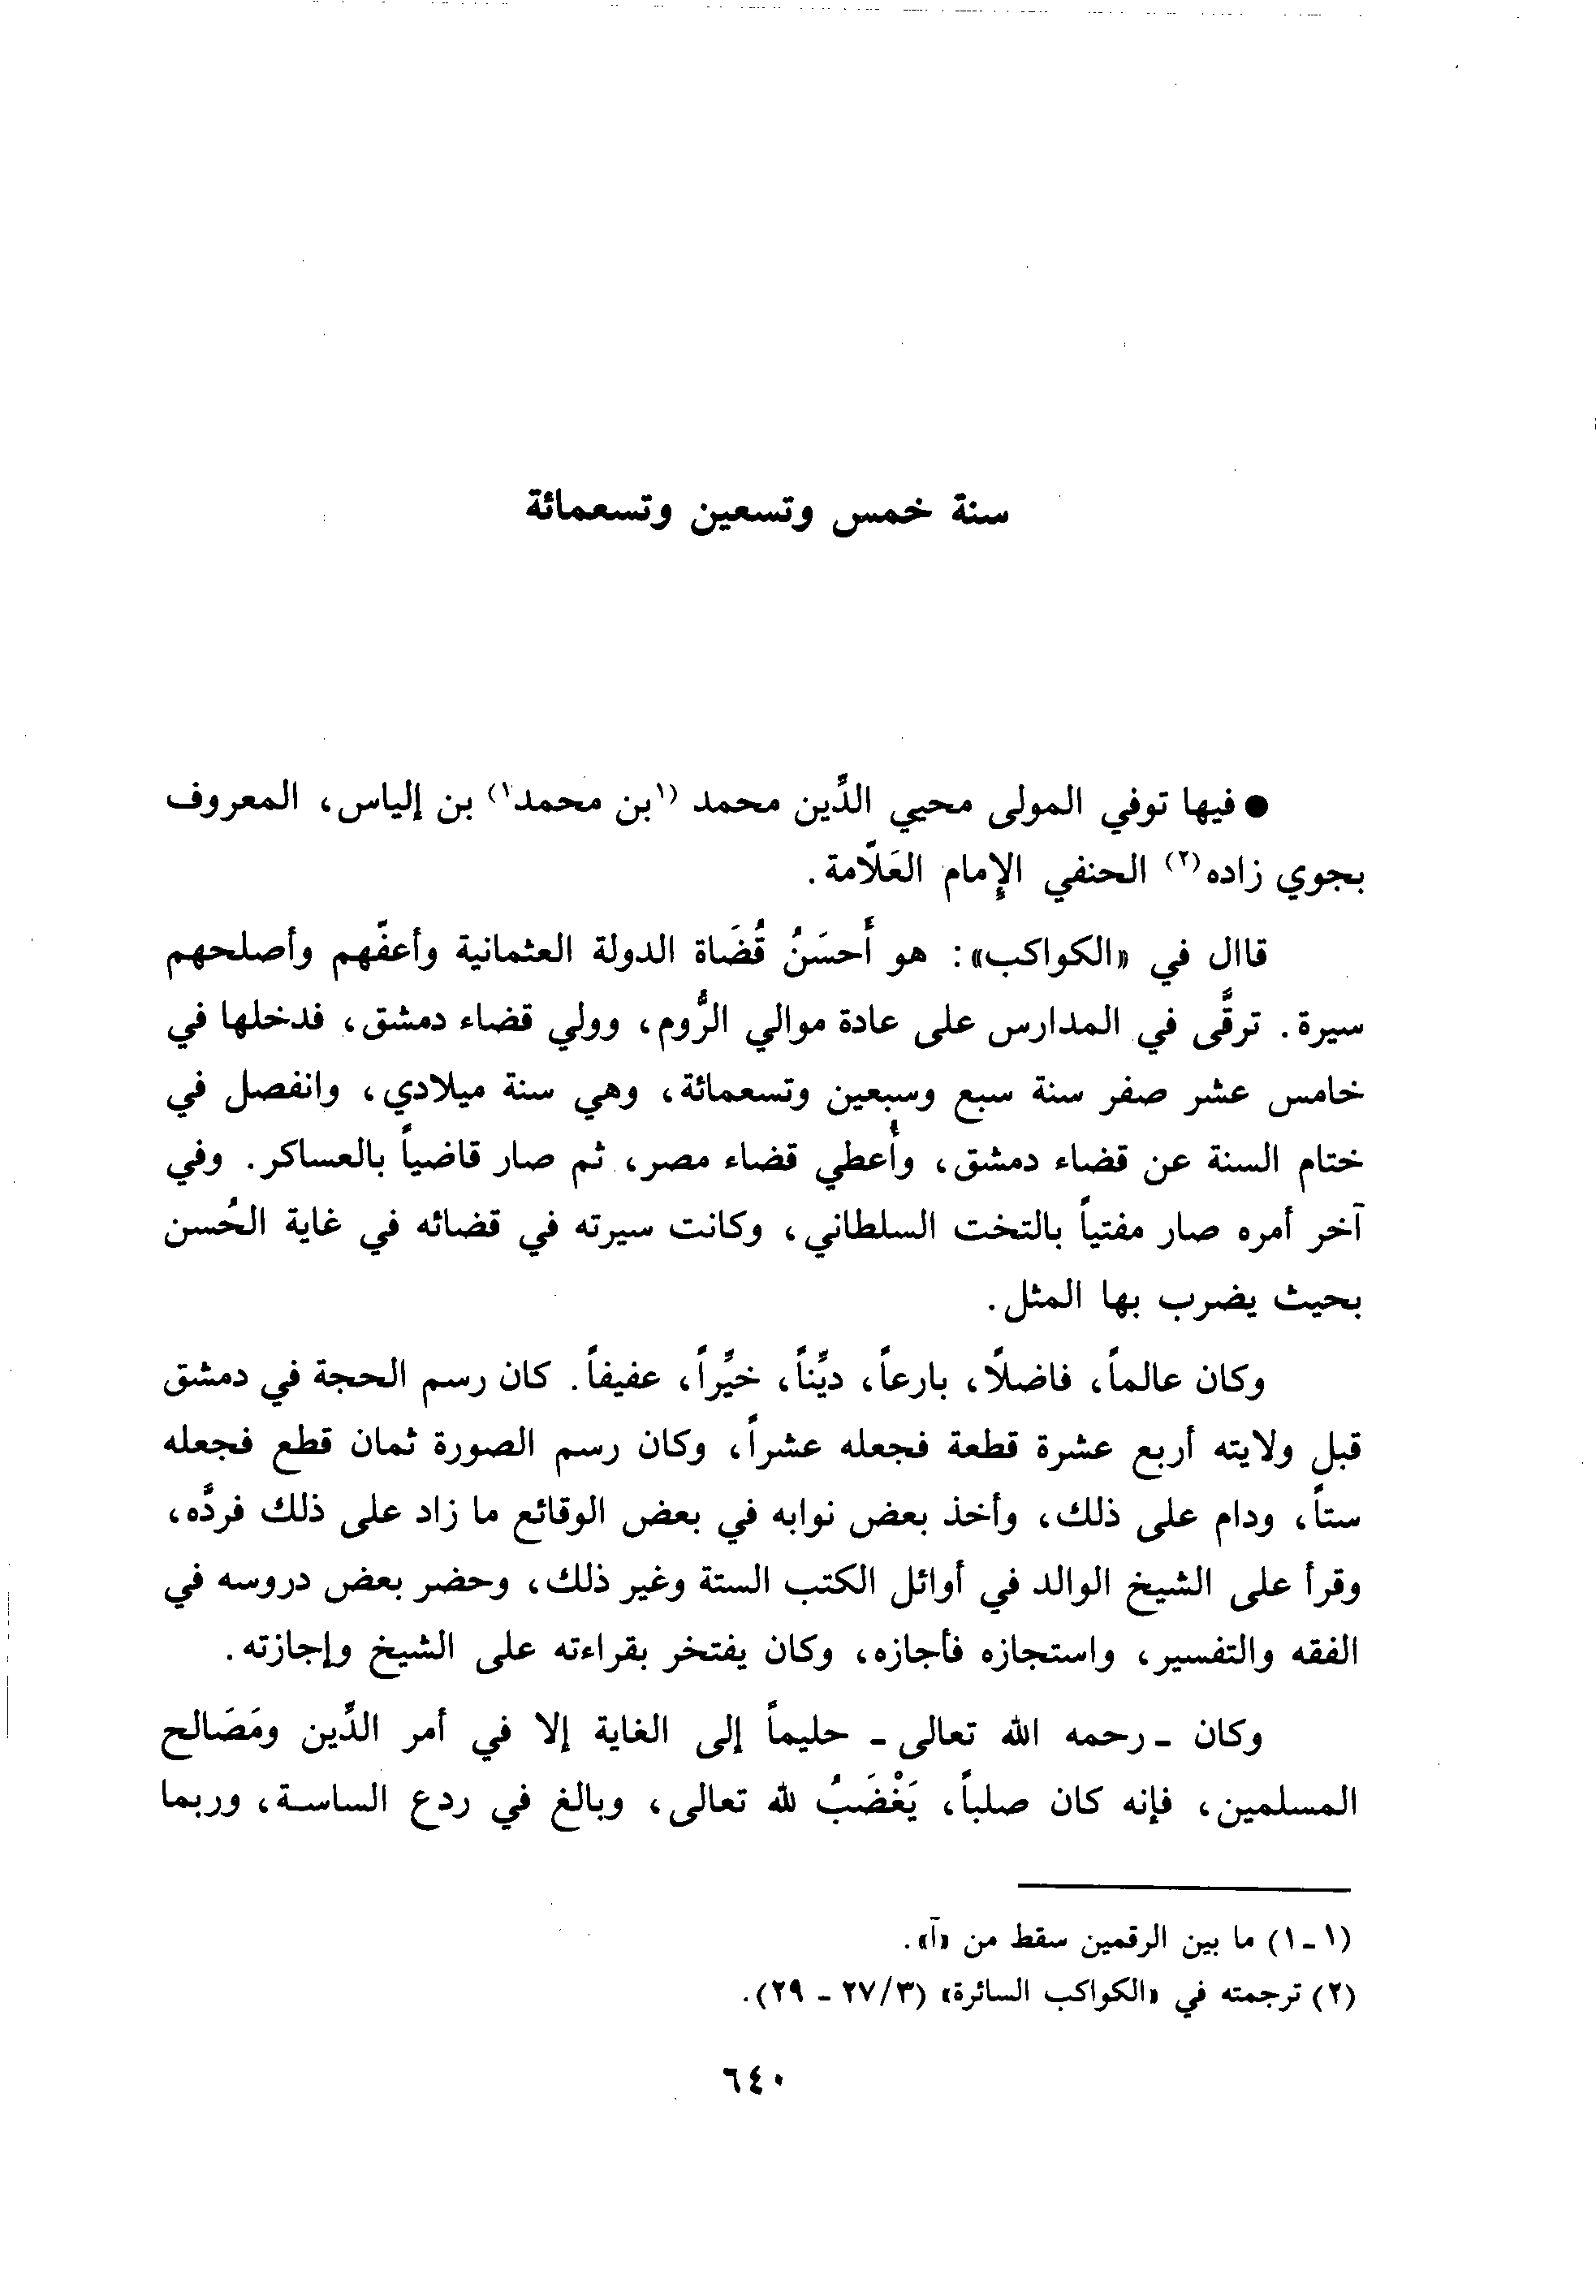 سنة خمس وتسعين وتسعمائة
● فيها توفي المولى محيي الدِّين محمد (١بن محمد١) بن إلياس، المعروف
بجوي زاده(٢) الحنفي الإمام العَلّامة.
قاال في «الكواكب»: هو أَحسَنُ قُضَاة الدولة العثمانية وأعفّهم وأصلحهم
سيرة. ترقَّى في المدارس على عادة موالي الرُّوم، وولي قضاء دمشق، فدخلها في
خامس عشر صفر سنة سبع وسبعين وتسعمائة، وهي سنة ميلادي، وانفصل في
ختام السنة عن قضاء دمشق، وأُعطي قضاء مصر، ثم صار قاضياً بالعساكر. وفي
آخر أمره صار مفتياً بالتخت السلطاني، وكانت سيرته في قضائه في غاية الحُسن
بحيث يضرب بها المثل.
وكان عالماً، فاضلاً، بارعاً، ديِّناً، خيِّراً، عفيفاً. كان رسم الحجة في دمشق
قبل ولايته أربع عشرة قطعة فجعله عشراً، وكان رسم الصورة ثمان قطع فجعله
ستاً، ودام على ذلك، وأخذ بعض نوابه في بعض الوقائع ما زاد على ذلك فردَّه،
وقرأ على الشيخ الوالد في أوائل الكتب الستة وغير ذلك، وحضر بعض دروسه في
الفقه والتفسير، واستجازه فأجازه، وكان يفتخر بقراءته على الشيخ وإجازته.
وكان - رحمه الله تعالى - حليماً إلى الغاية إلا في أمر الدِّين ومَصَالح
المسلمين، فإنه كان صلباً، يَغْضَبُ لله تعالى، وبالغ في ردع الساسة، وربما
(١-١) ما بين الرقمين سقط من «آ».
(٢) ترجمته في «الكواكب السائرة» (٣/٢٧ - ٢٩).
٦٤٠